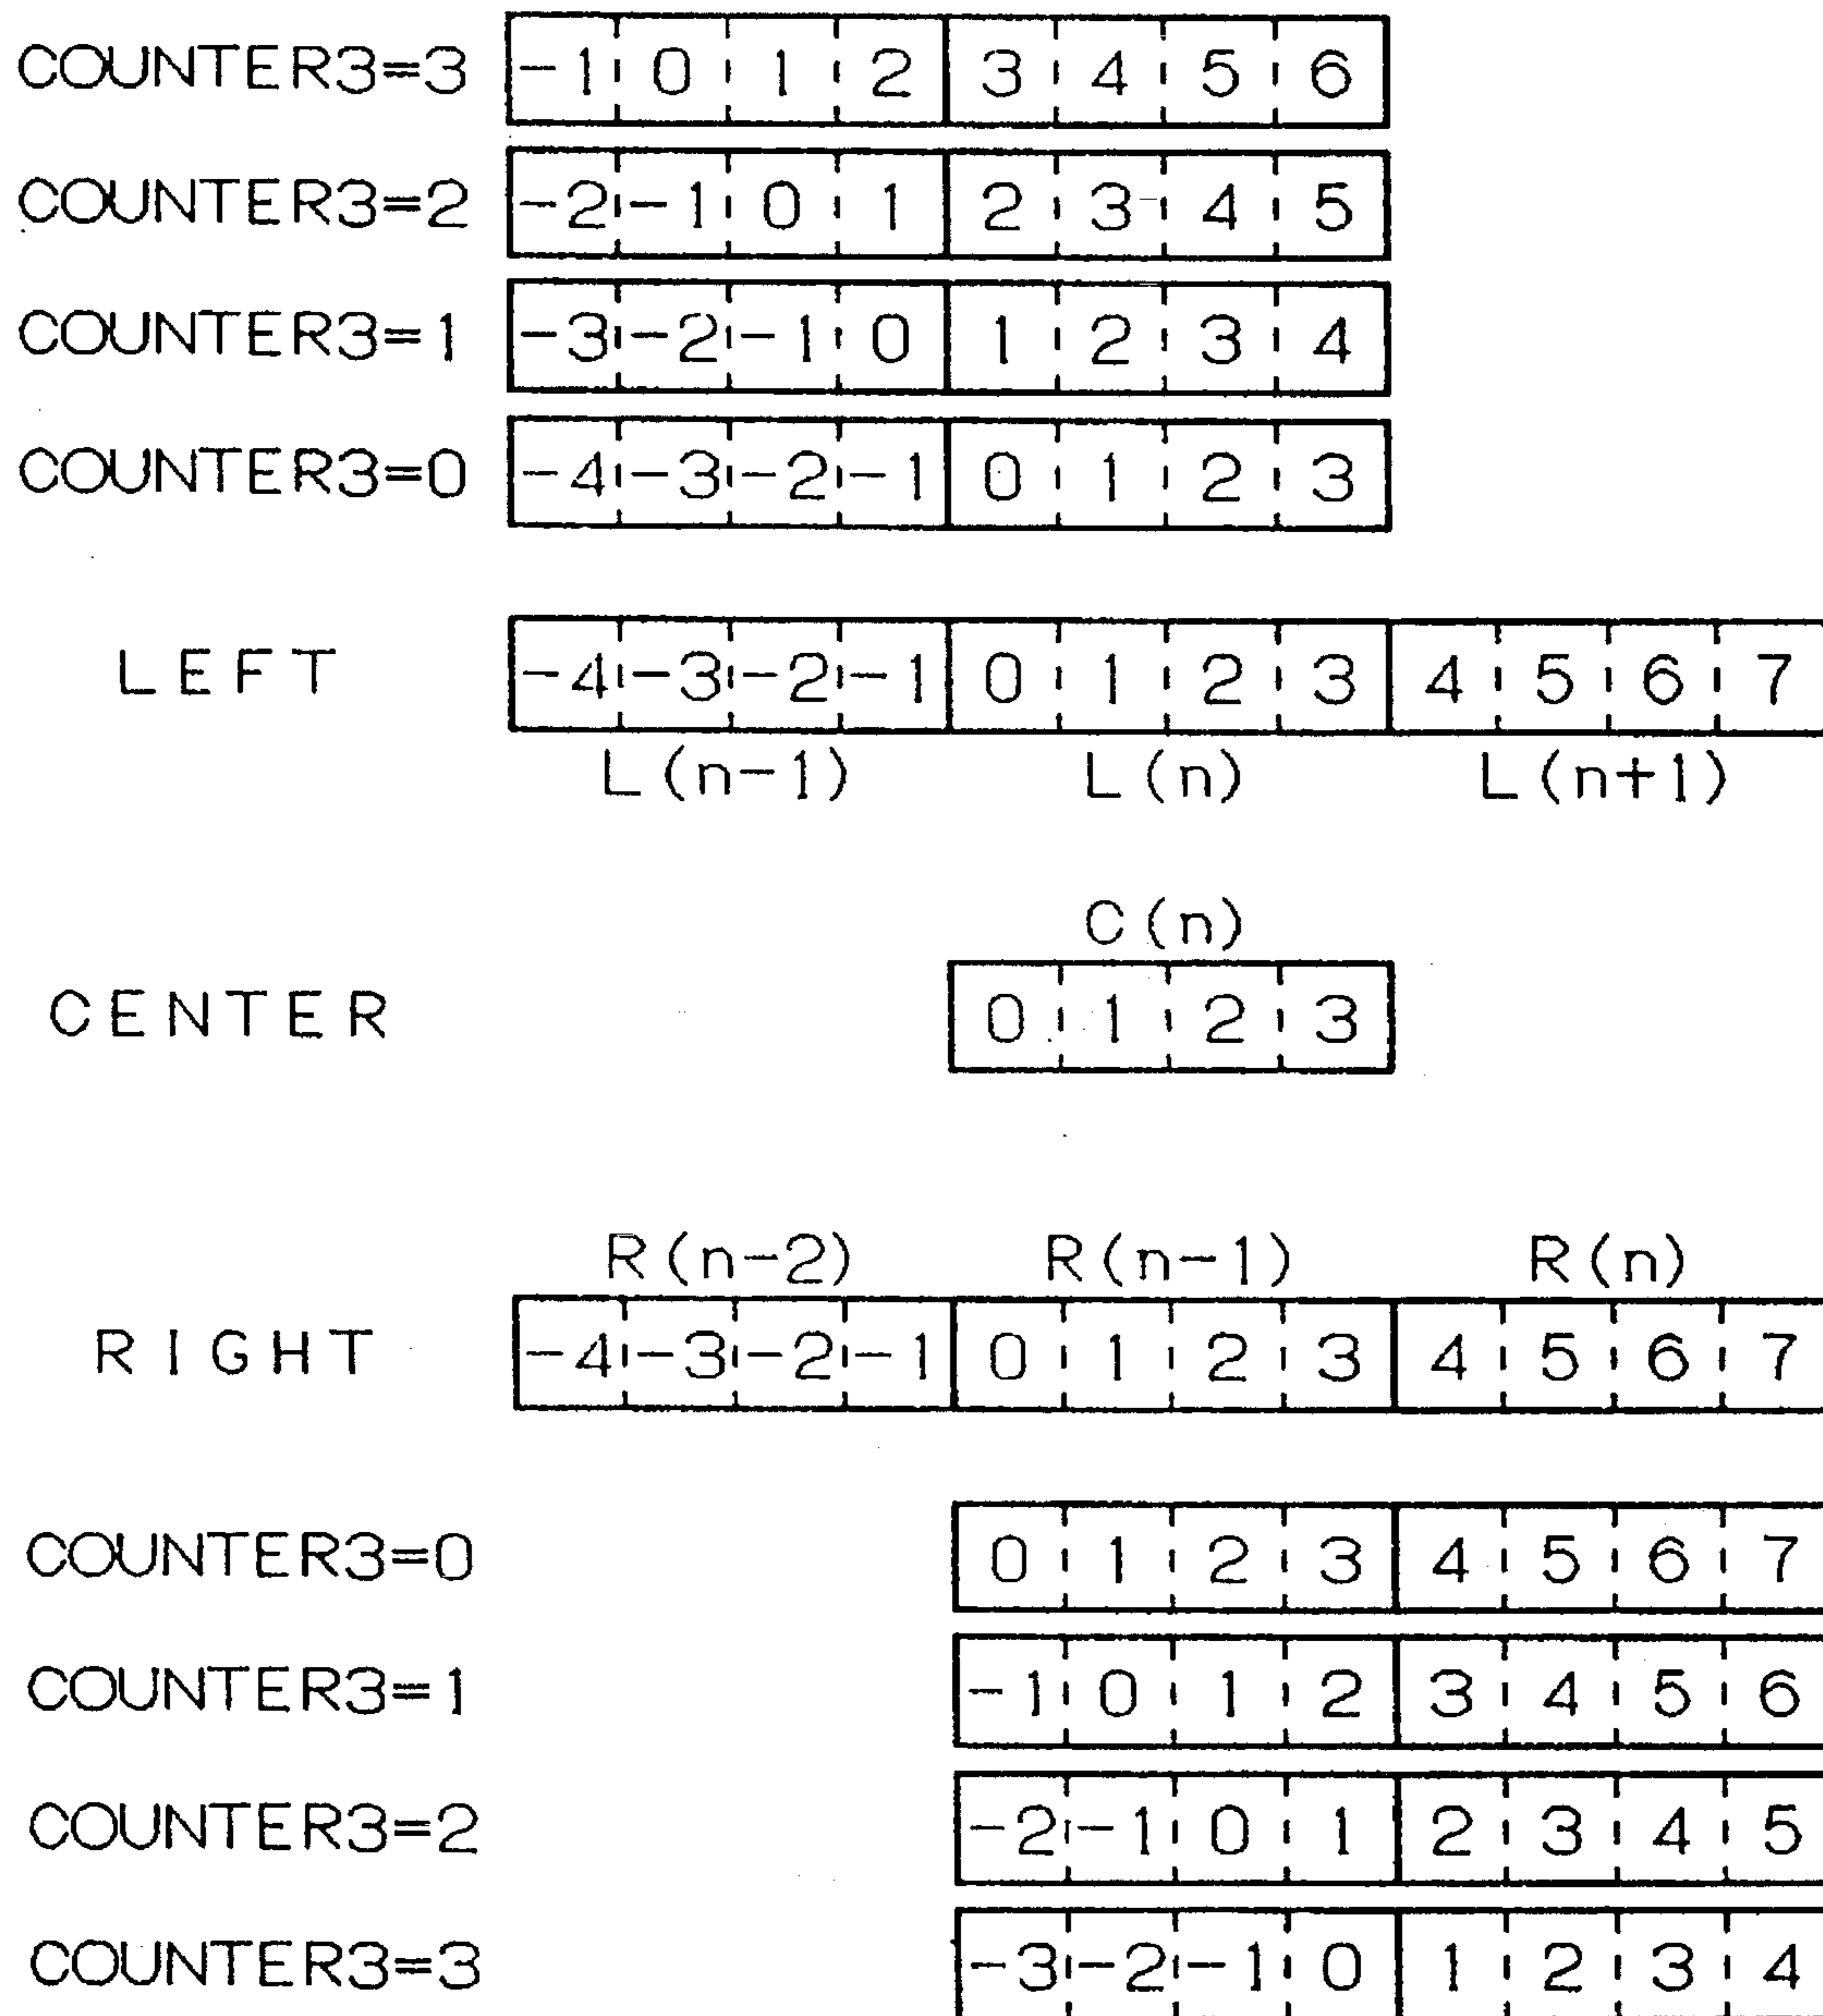 COUNTER3=3 -1 0 1 2 3 4 5 6
COUNTER3=2 -2 -1 0 1 2 3 4 5
COUNTER3=1 -3 -2 -1 0 1 2 3 4
COUNTER3=0 -4 -3 -2 -1 0 1 2 3
LEFT -4 -3 -2 -1 0 1 2 3 4 5 6 7
L(n-1) L(n) L(n+1)
C(n)
CENTER 0 1 2 3
R(n-2) R(n-1) R(n)
RIGHT -4 -3 -2 -1 0 1 2 3 4 5 6 7
COUNTER3=0 0 1 2 3 4 5 6 7
COUNTER3=1 -1 0 1 2 3 4 5 6
COUNTER3=2 -2 -1 0 1 2 3 4 5
COUNTER3=3 -3 -2 -1 0 1 2 3 4